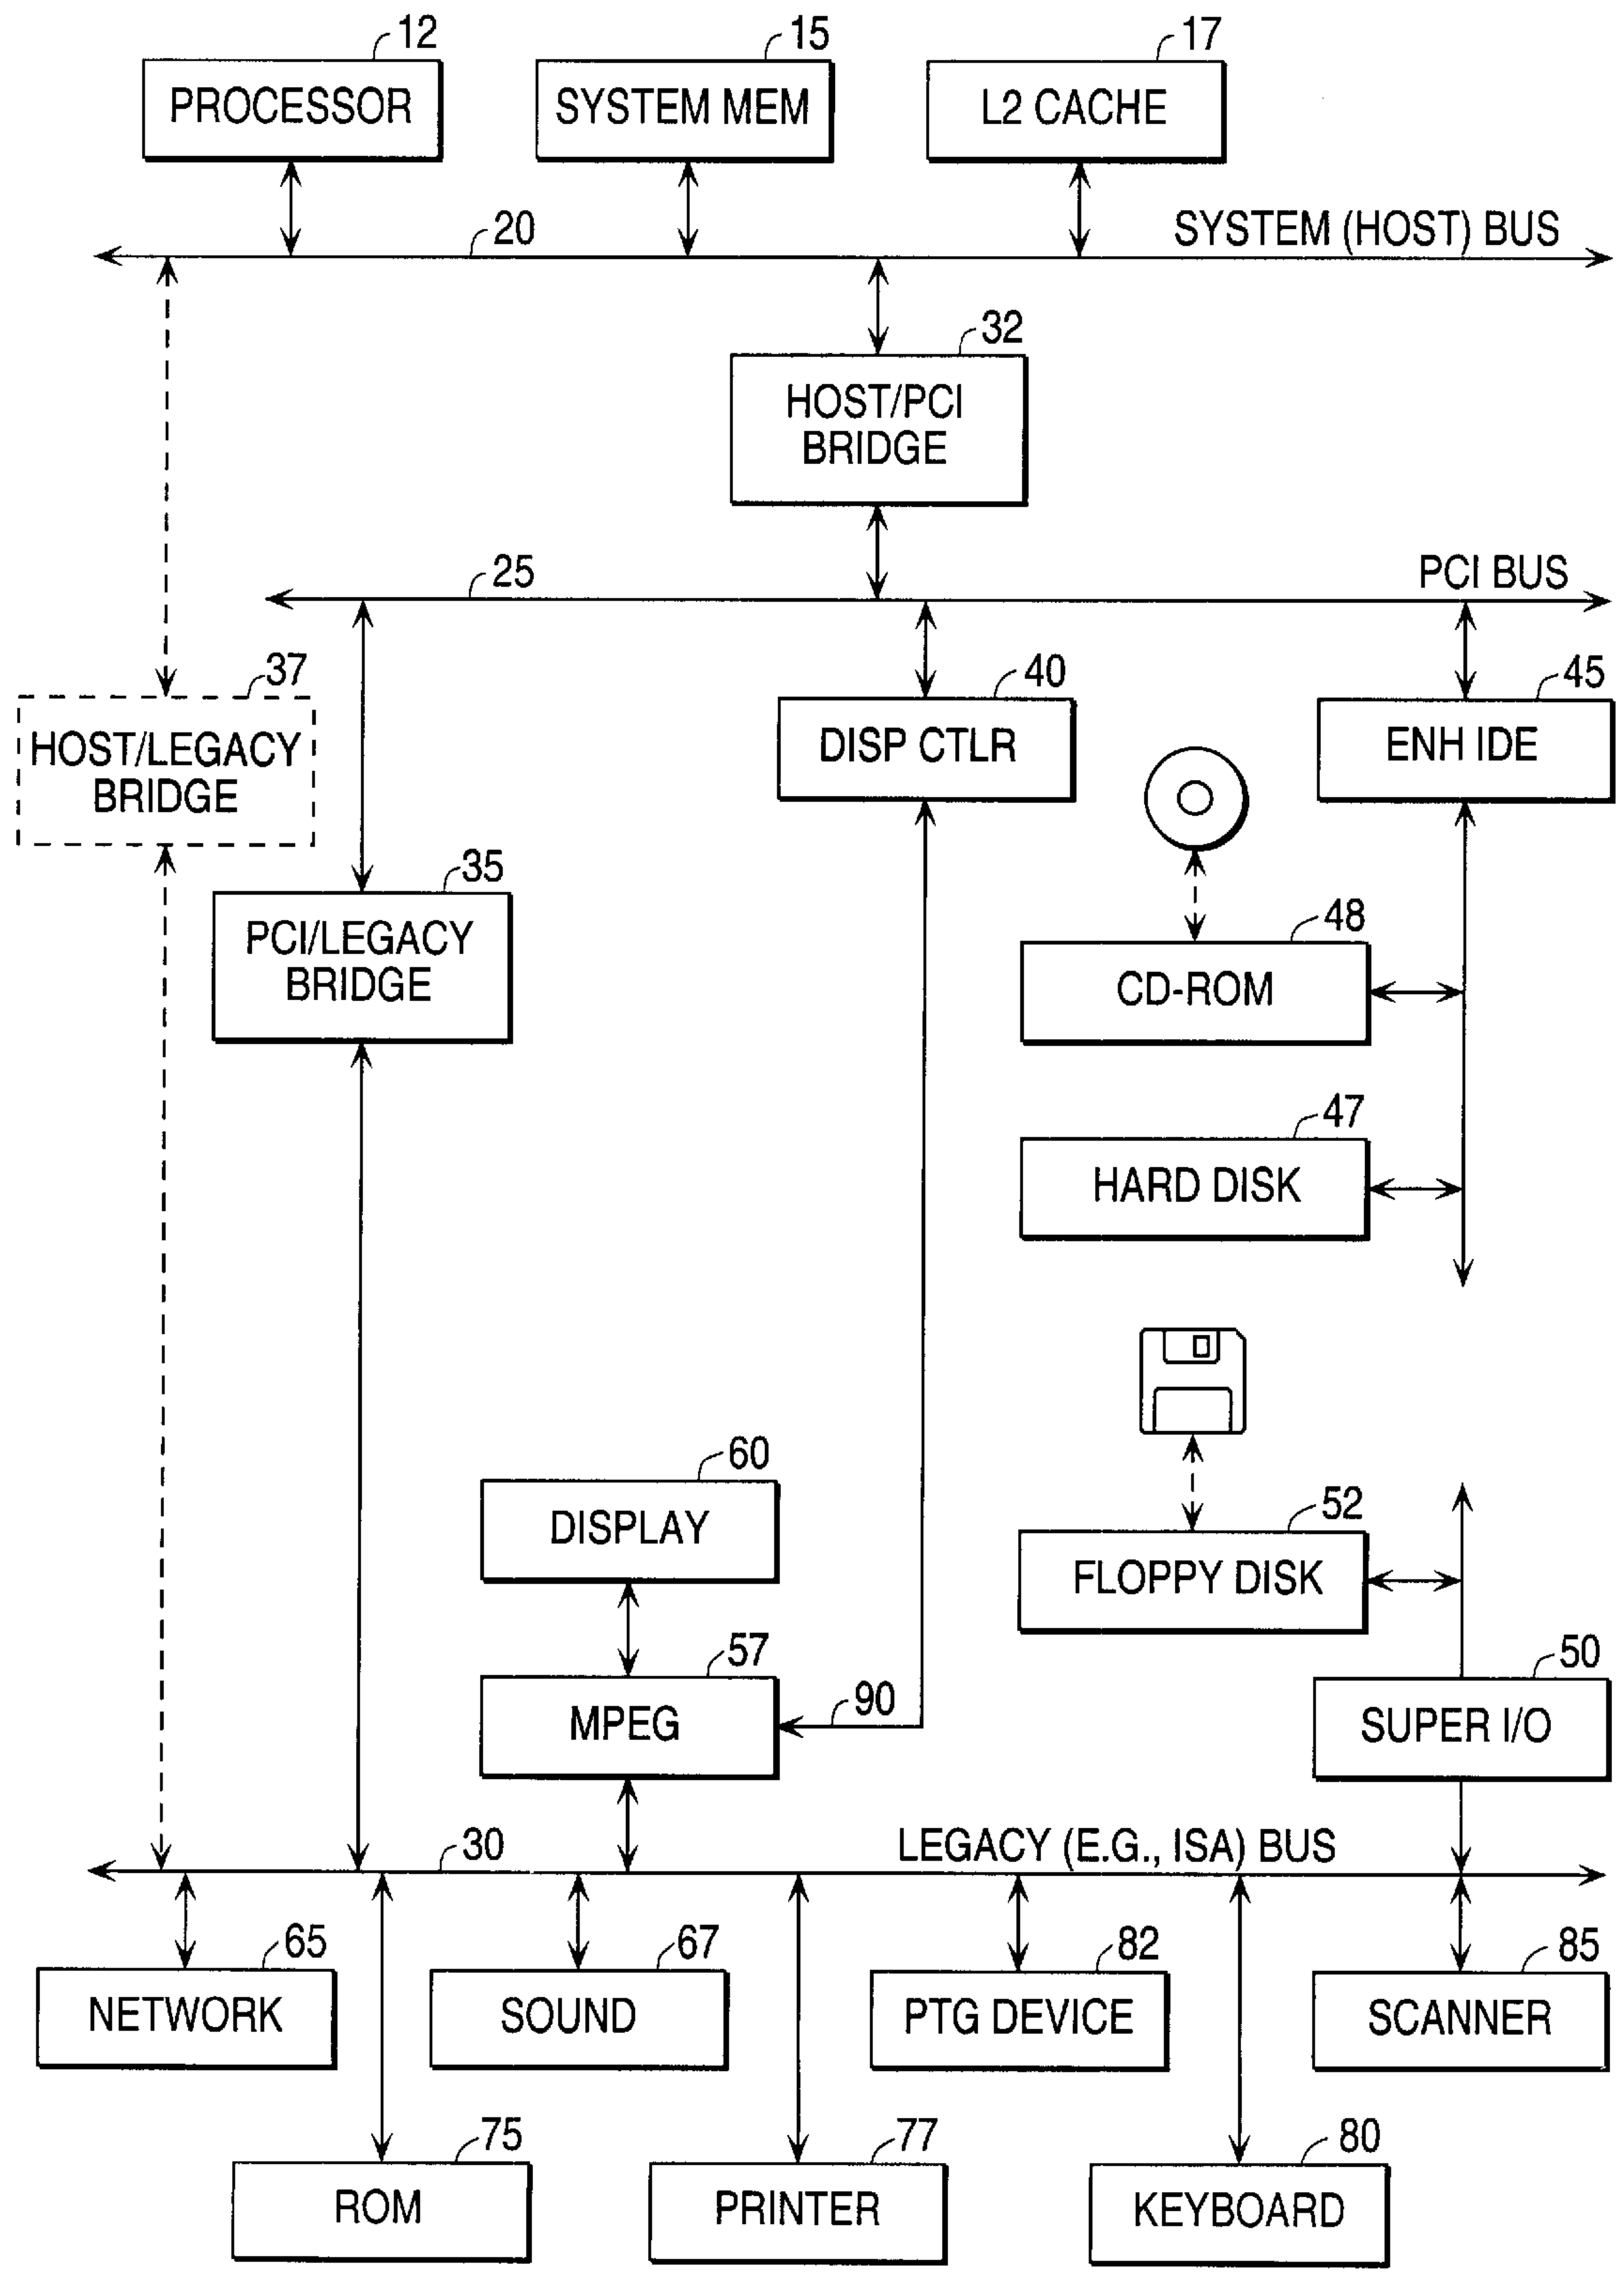 12
15
17
PROCESSOR
SYSTEM MEM
L2 CACHE
20
SYSTEM (HOST) BUS
32
HOST/PCI
BRIDGE
25
PCI BUS
37
40
45
HOST/LEGACY
BRIDGE
DISP CTLR
ENH IDE
35
PCI/LEGACY
BRIDGE
48
CD-ROM
47
HARD DISK
60
DISPLAY
52
FLOPPY DISK
57
MPEG
90
50
SUPER I/O
30
LEGACY (E.G., ISA) BUS
65
67
82
85
NETWORK
SOUND
PTG DEVICE
SCANNER
75
77
80
ROM
PRINTER
KEYBOARD